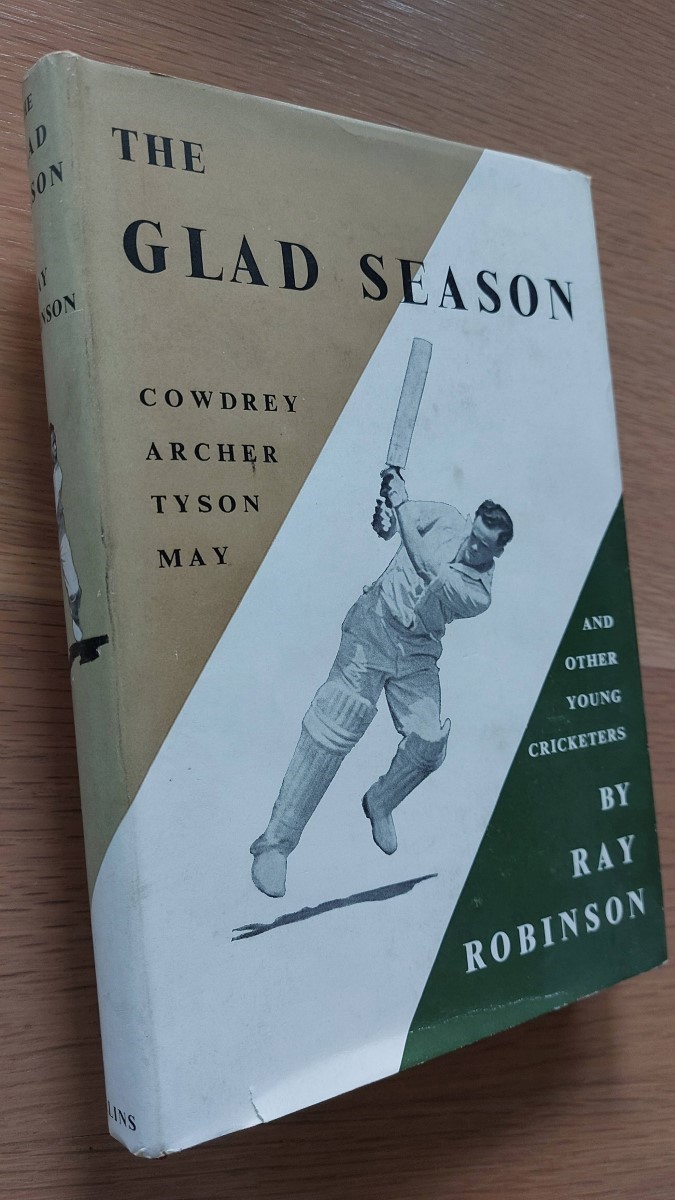 THE
GLAD SEASON
COWDREY
ARCHER
TYSON
MAY
AND
OTHER
YOUNG
CRICKETERS
BY
RAY
ROBINSON